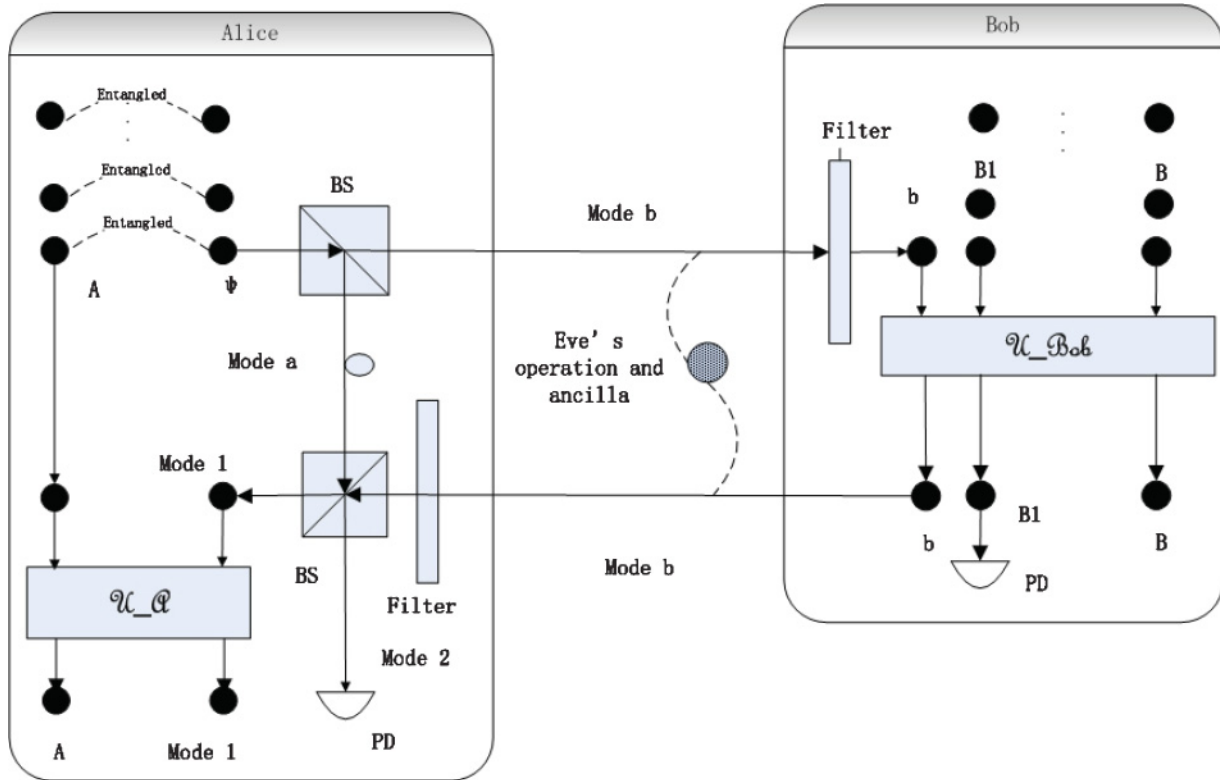 Alice
Bob
Entangled
Entangled
Entangled
A
ψ
BS
Mode b
Filter
B1
B
b
Mode a
Eve's
operation and
ancilla
U_Bob
Mode 1
BS
Filter
Mode b
b
B1
B
PD
U_A
Mode 2
PD
A
Mode 1